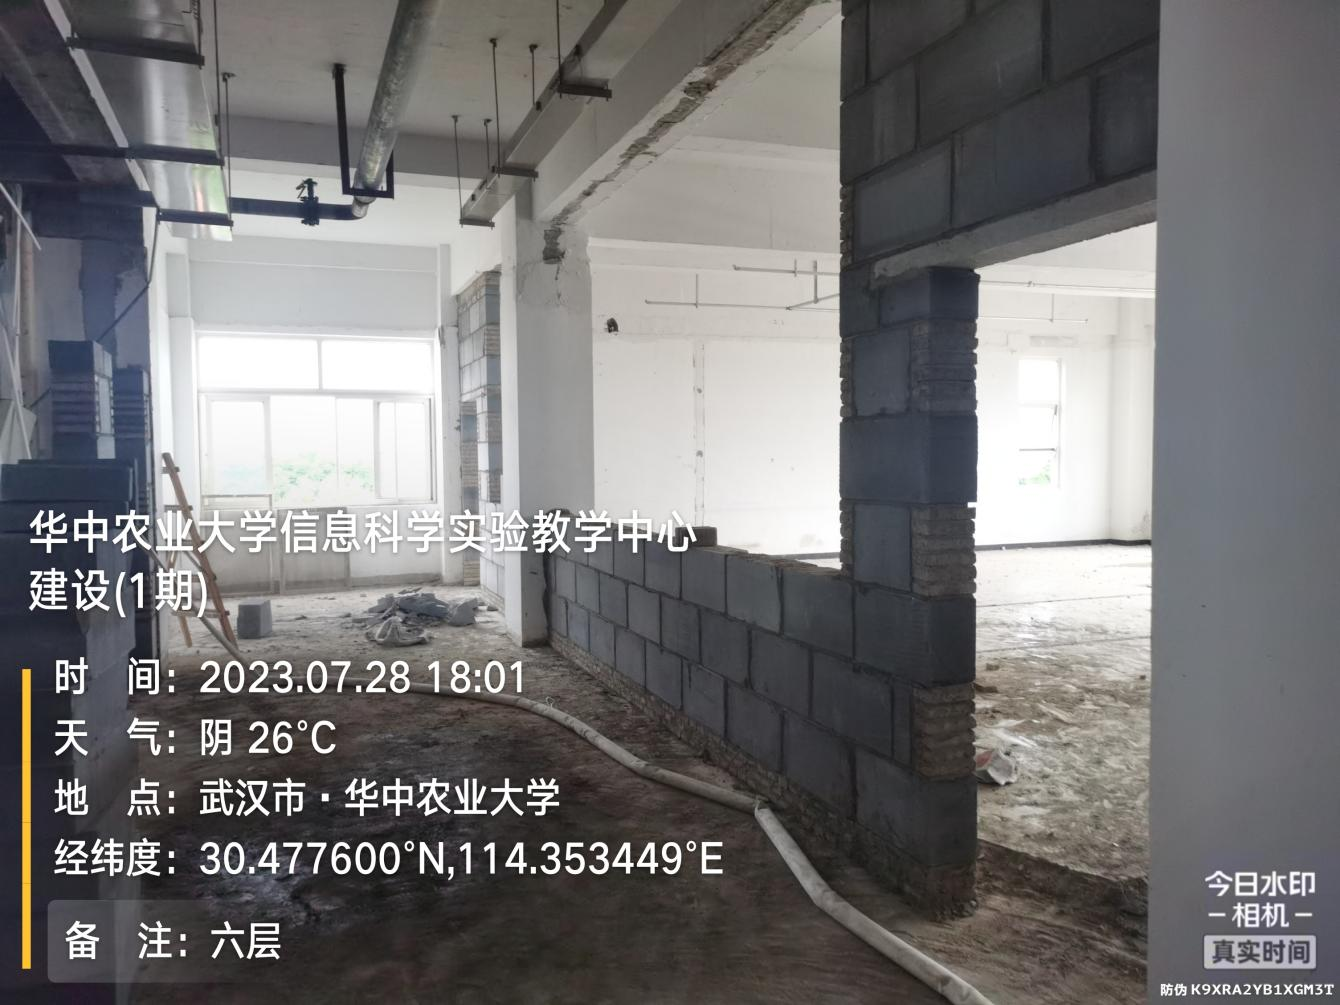 华中农业大学信息科学实验教学中心
建设(1期)
时 间：2023.07.28 18:01
天 气：阴 26°C
地 点：武汉市·华中农业大学
经纬度：30.477600°N,114.353449°E
备 注：六层
今日水印
-相机-
真实时间
防伪 K9XRA2YB1XGM3T